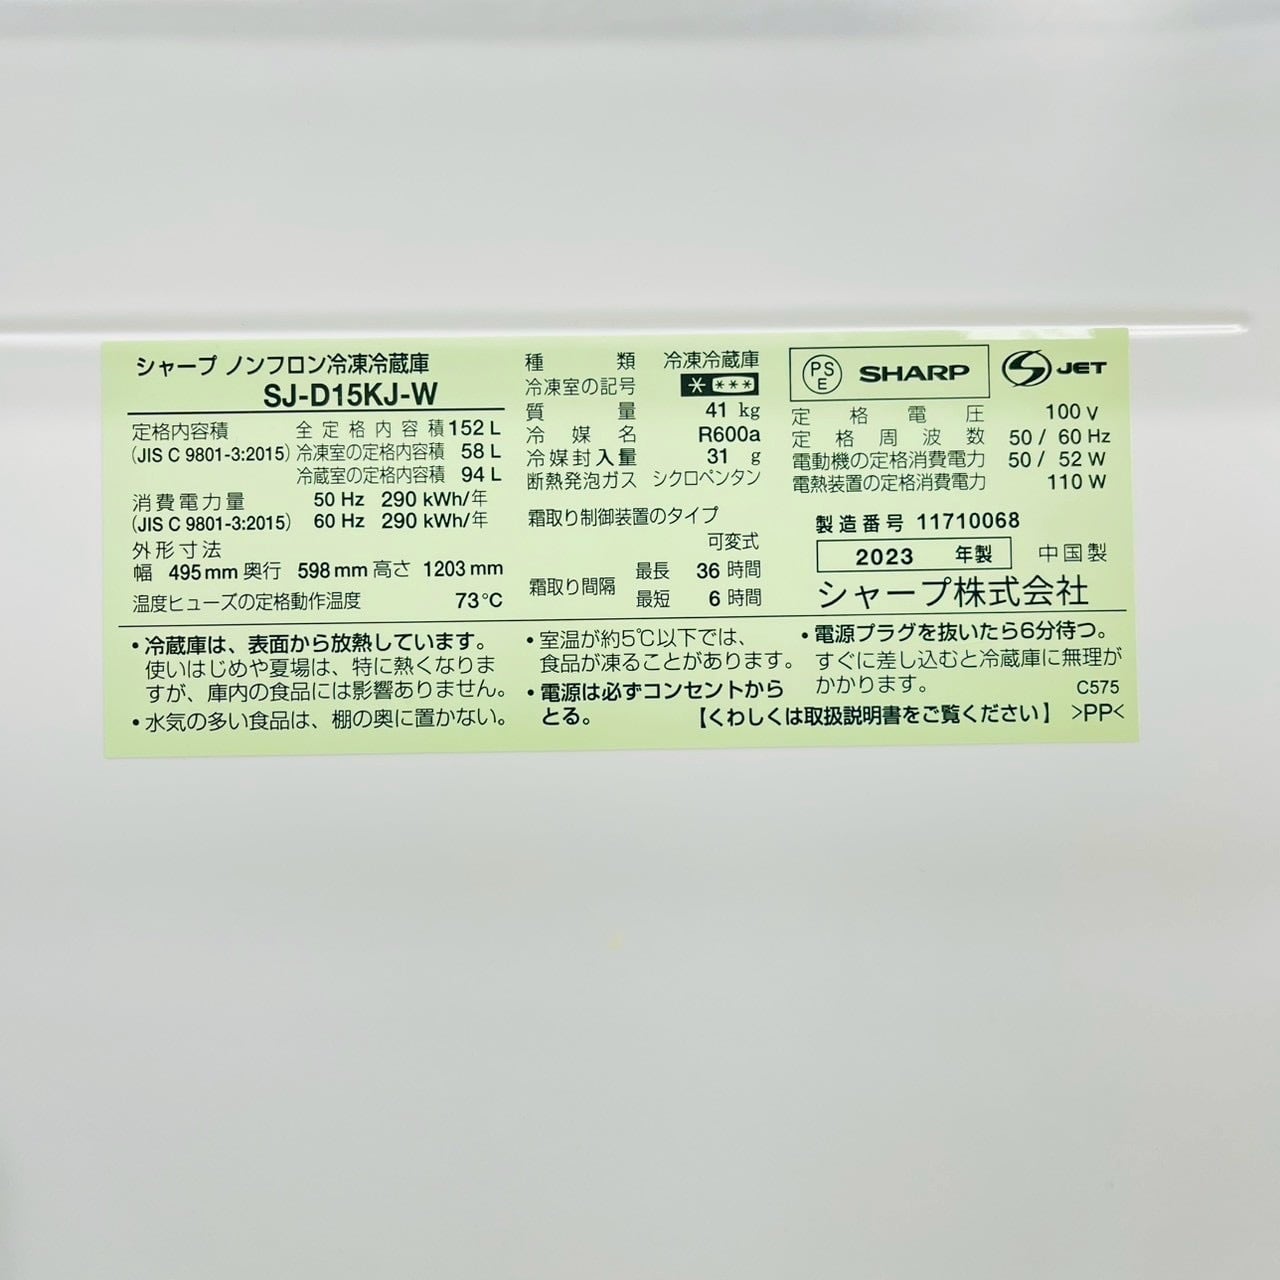 シャープ ノンフロン冷凍冷蔵庫
SJ-D15KJ-W
定格内容積 全定格内容積 152 L
(JIS C 9801-3:2015) 冷凍室の定格内容積 58 L
冷蔵室の定格内容積 94 L
消費電力量 50 Hz 290 kWh/年
(JIS C 9801-3:2015) 60 Hz 290 kWh/年
外形寸法
幅 495 mm 奥行 598 mm 高さ 1203 mm
温度ヒューズの定格動作温度 73℃
種類 冷凍冷蔵庫
冷凍室の記号 * ***
質量 41 kg
冷媒名 R600a
冷媒封入量 31 g
断熱発泡ガス シクロペンタン
霜取り制御装置のタイプ
可変式
霜取り間隔 最長 36 時間
最短 6 時間
PS E SHARP JET
定格電圧 100 V
定格周波数 50 / 60 Hz
電動機の定格消費電力 50 / 52 W
電熱装置の定格消費電力 110 W
製造番号 11710068
2023 年製 中国製
シャープ株式会社
・冷蔵庫は、表面から放熱しています。
使いはじめや夏場は、特に熱くなりま
すが、庫内の食品には影響ありません。
・水気の多い食品は、棚の奥に置かない。
・室温が約5℃以下では、
食品が凍ることがあります。
・電源は必ずコンセントから
とる。
・電源プラグを抜いたら6分待つ。
すぐに差し込むと冷蔵庫に無理が
かかります。 C575
【くわしくは取扱説明書をご覧ください】 >PP<